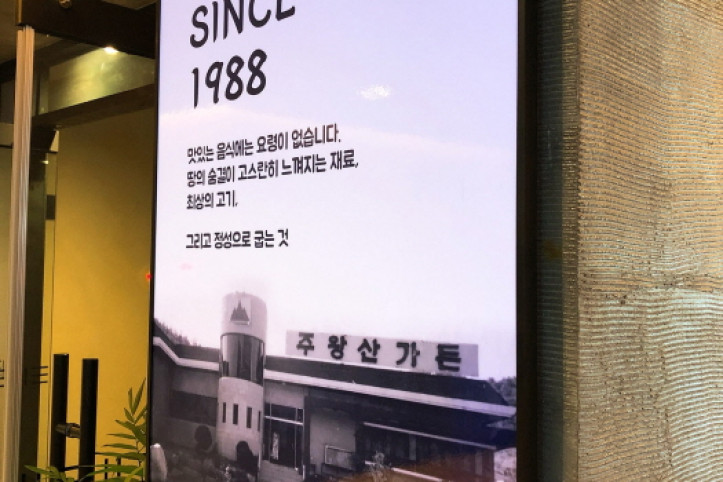 SINCE
1988
맛있는 음식에는 요령이 없습니다.
땅의 숨결이 고스란히 느껴지는 재료,
최상의 고기,
그리고 정성으로 굽는 것
주왕산가든